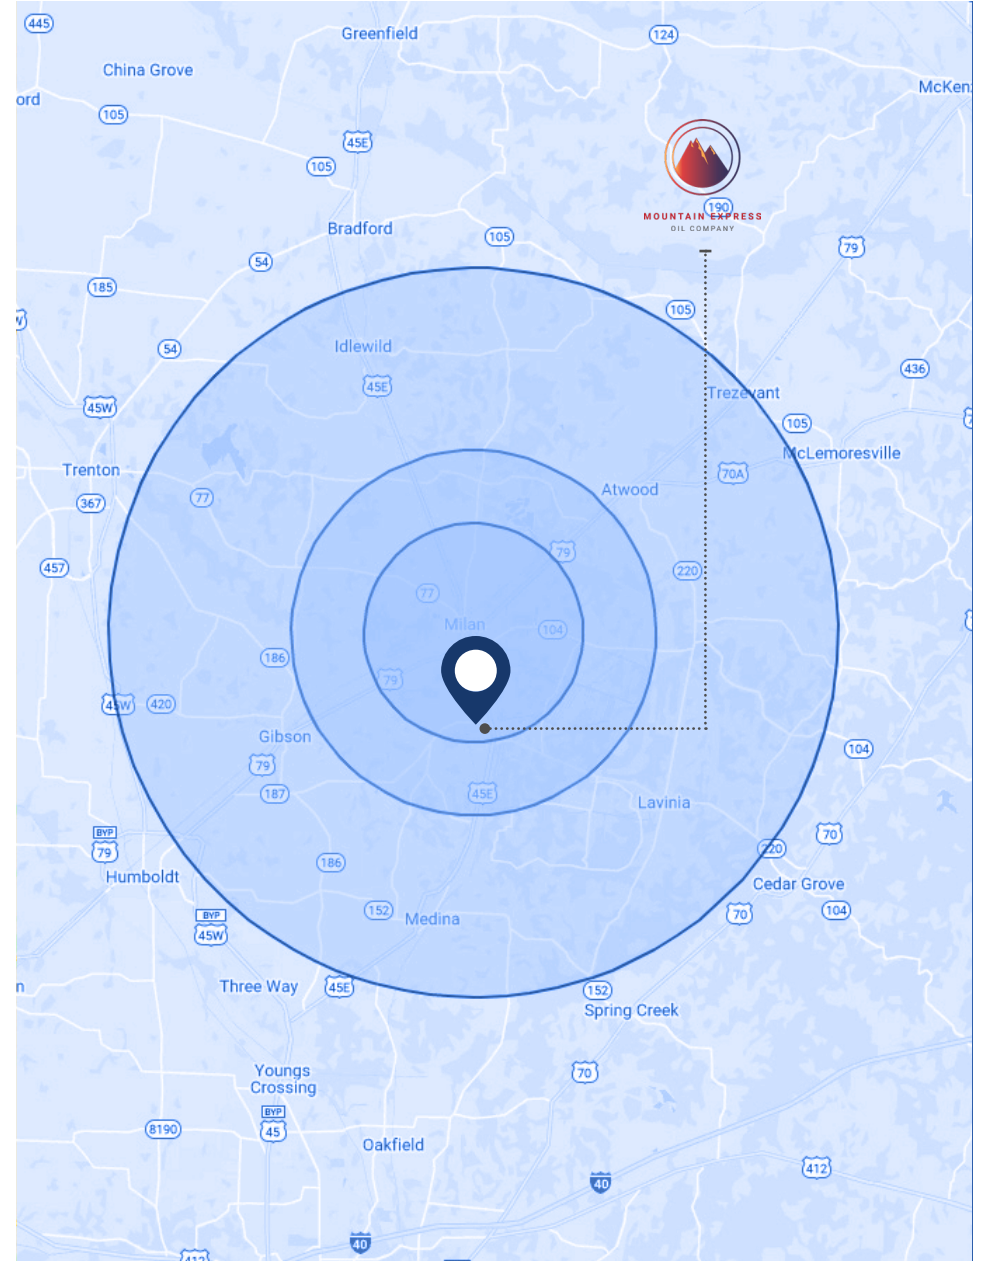 445
Greenfield
124
China Grove
McKen
ord
105
45E
105
190
MOUNTAIN EXPRESS
OIL COMPANY
Bradford
105
79
54
185
105
W
54
Idlewild
436
45E
Trezevant
45W
105
McLemoresville
Trenton
70A
Atwood
77
367
79
457
220
77
Milan
104
186
79
45W
420
Gibson
104
79
187
45E
Lavinia
BYP
79
70
220
186
Humboldt
Cedar Grove
152
104
70
Medina
BYP
45W
Three Way
45E
n
152
Spring Creek
Youngs
Crossing
70
BYP
45
8190
Oakfield
412
40
40
412